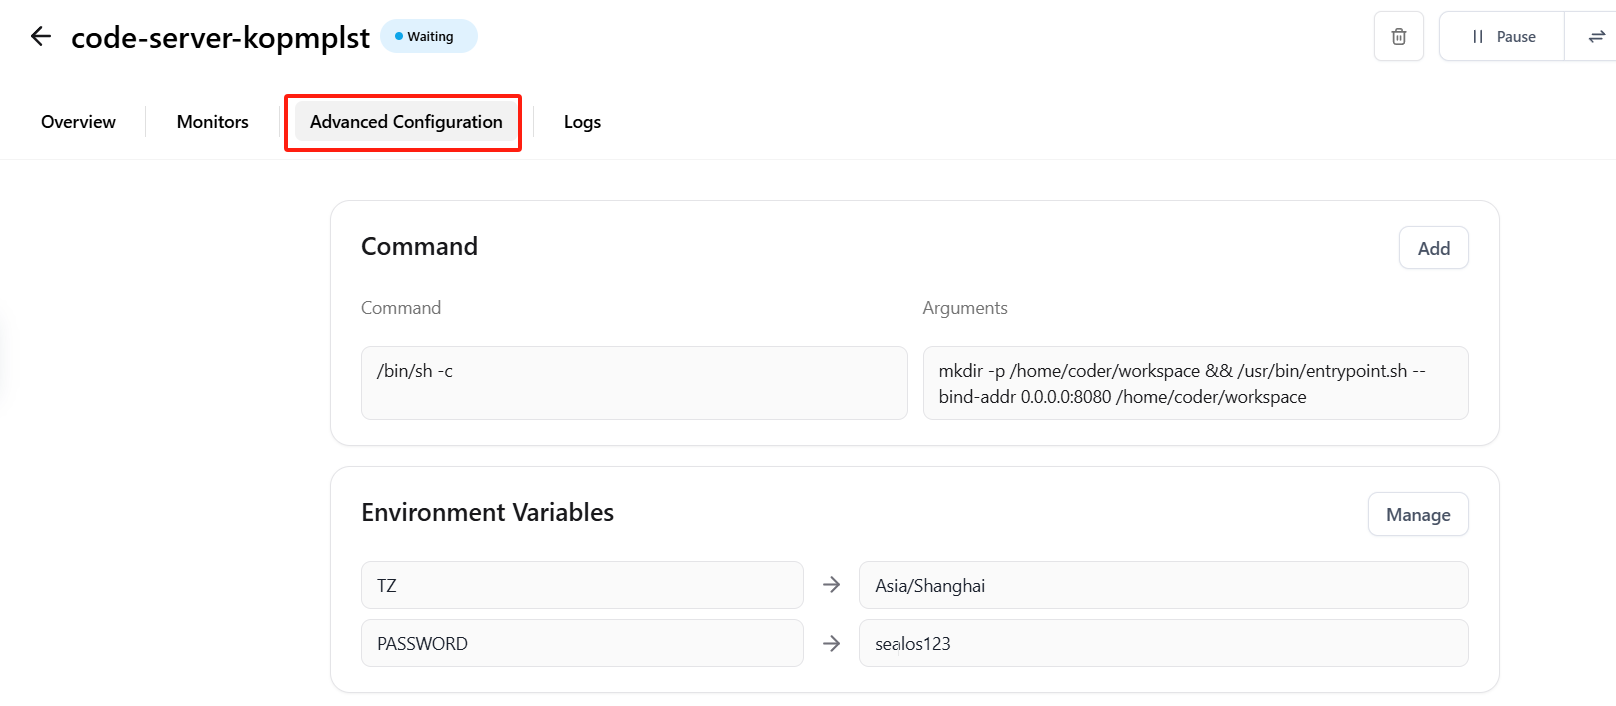 code-server-kopmplst
Waiting
Pause
Overview
Monitors
Advanced Configuration
Logs
Command
Add
Command
Arguments
/bin/sh -c
mkdir -p /home/coder/workspace && /usr/bin/entrypoint.sh --
bind-addr 0.0.0.0:8080 /home/coder/workspace
Environment Variables
Manage
TZ
Asia/Shanghai
PASSWORD
sealos123